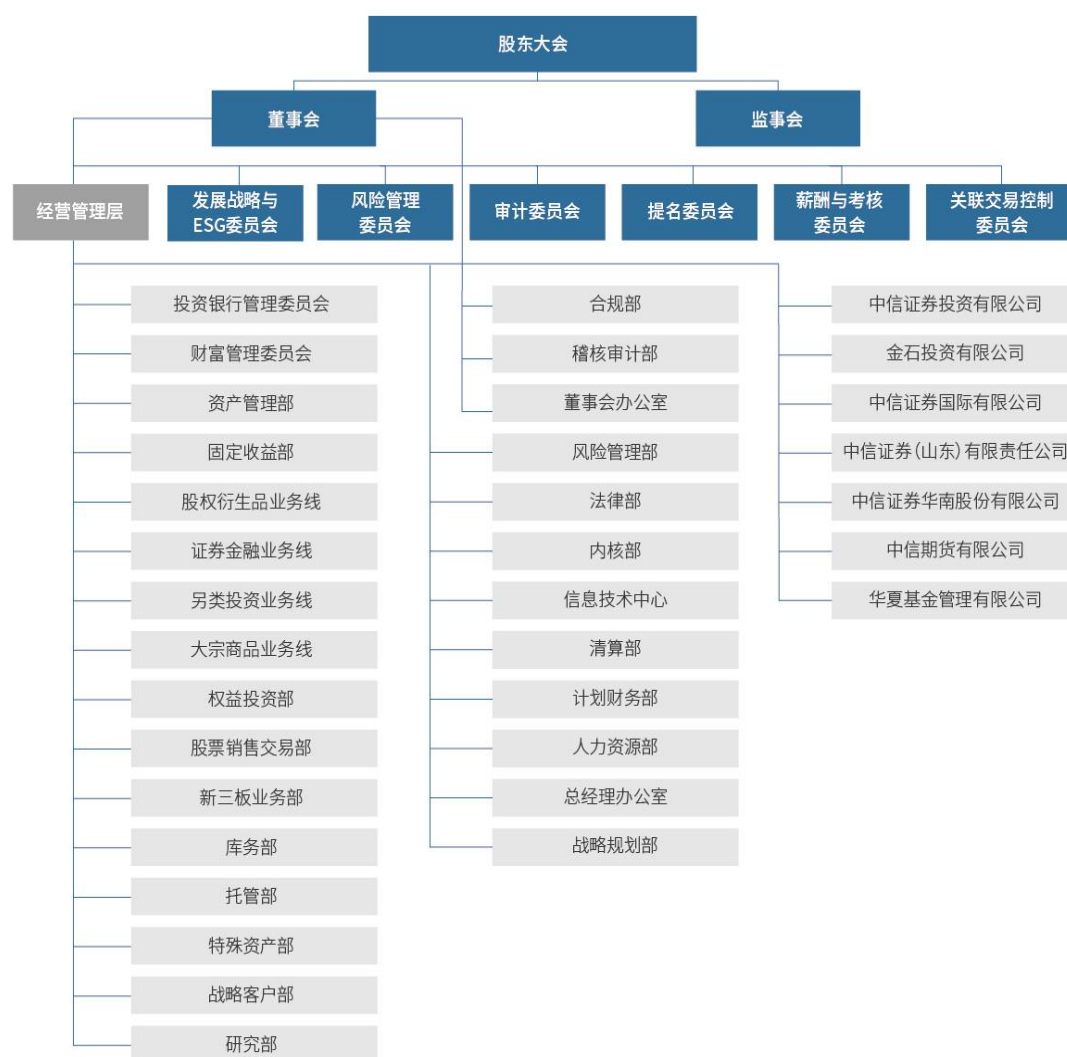 股东大会
董事会
监事会
经营管理层
发展战略与
ESG委员会
风险管理
委员会
审计委员会
提名委员会
薪酬与考核
委员会
关联交易控制
委员会
投资银行管理委员会
财富管理委员会
资产管理部
固定收益部
股权衍生品业务线
证券金融业务线
另类投资业务线
大宗商品业务线
权益投资部
股票销售交易部
新三板业务部
库务部
托管部
特殊资产部
战略客户部
研究部
合规部
稽核审计部
董事会办公室
风险管理部
法律部
内核部
信息技术中心
清算部
计划财务部
人力资源部
总经理办公室
战略规划部
中信证券投资有限公司
金石投资有限公司
中信证券国际有限公司
中信证券(山东)有限责任公司
中信证券华南股份有限公司
中信期货有限公司
华夏基金管理有限公司